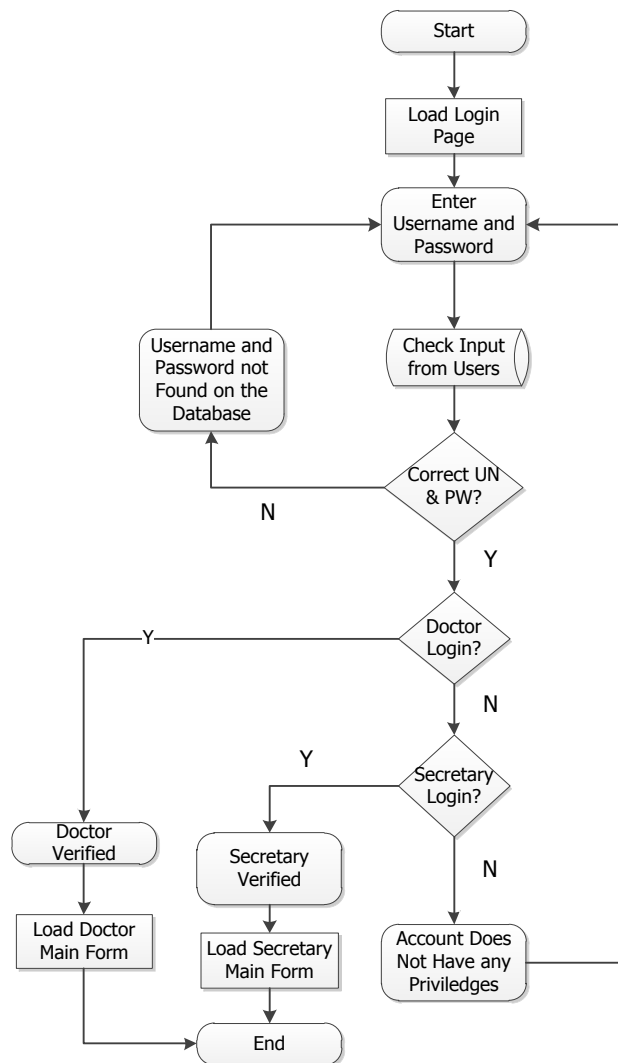 Start
Load Login
Page
Enter
Username and
Password
Username and
Password not
Found on the
Database
Check Input
from Users
Correct UN
& PW?
N
Y
Doctor
Login?
Y
N
Secretary
Login?
Y
N
Doctor
Verified
Secretary
Verified
Load Doctor
Main Form
Load Secretary
Main Form
Account Does
Not Have any
Priviledges
End